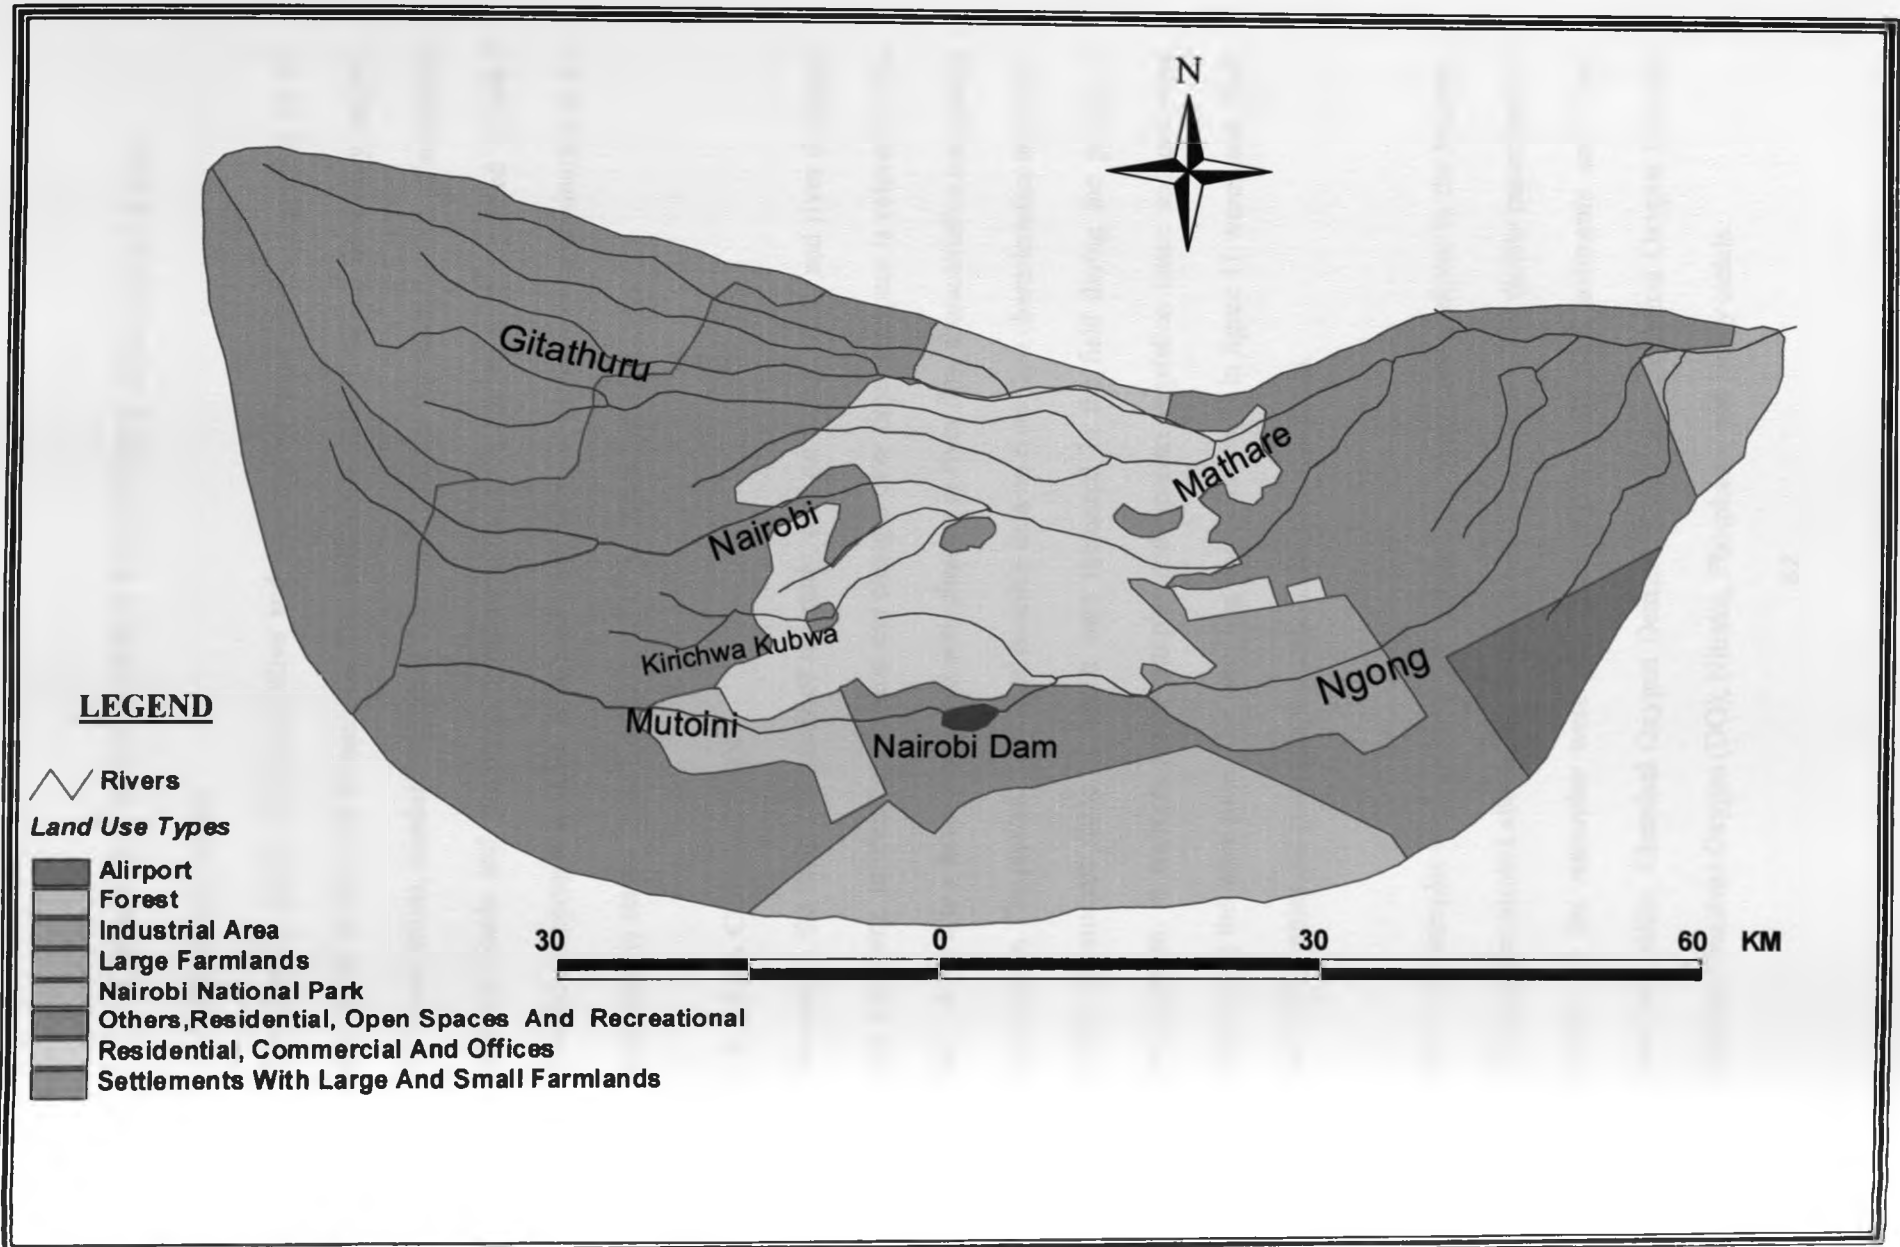 N
Gitathuru
Mathare
Nairobi
Kirichwa Kubwa
Ngong
Mutoini
Nairobi Dam
LEGEND
Rivers
Land Use Types
Alirport
Forest
Industrial Area
Large Farmlands
Nairobi National Park
Others,Residential, Open Spaces And Recreational
Residential, Commercial And Offices
Settlements With Large And Small Farmlands
30 0 30 60 KM